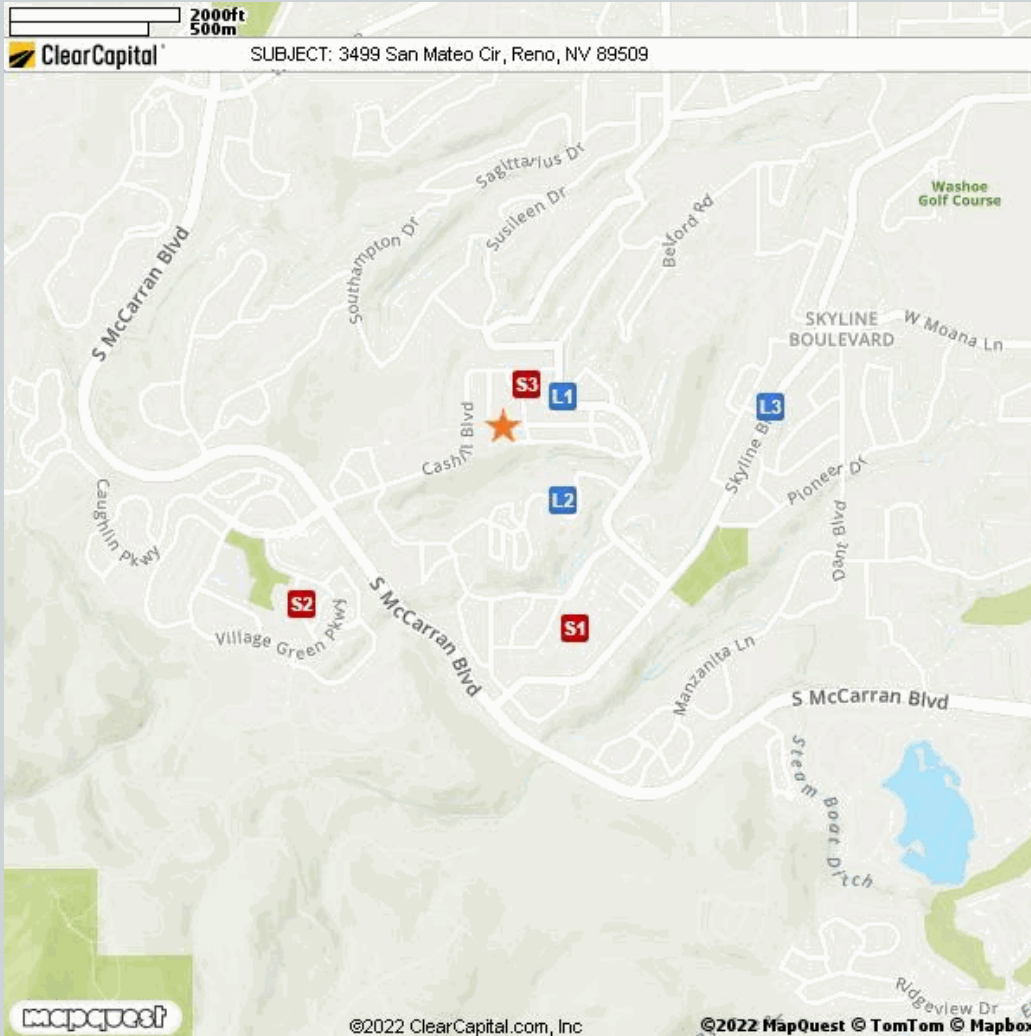 2000ft
500m
ClearCapital
SUBJECT: 3499 San Mateo Cir, Reno, NV 89509
Sagittarius Dr
Washoe
Golf Course
Susileen Dr
Belford Rd
Southampton Dr
S McCarran Blvd
SKYLINE
BOULEVARD
W Moana Ln
S3
L1
L3
Cashill Blvd
Skyline Bl
Pioneer Dr
L2
Caughlin Pkwy
Dant Blvd
S McCarran Blvd
S2
Village Green Pkwy
S1
Manzanita Ln
S McCarran Blvd
Steam Boat Ditch
Ridgeview Dr
mapquest
©2022 ClearCapital.com, Inc
©2022 MapQuest © TomTom © Mapbo